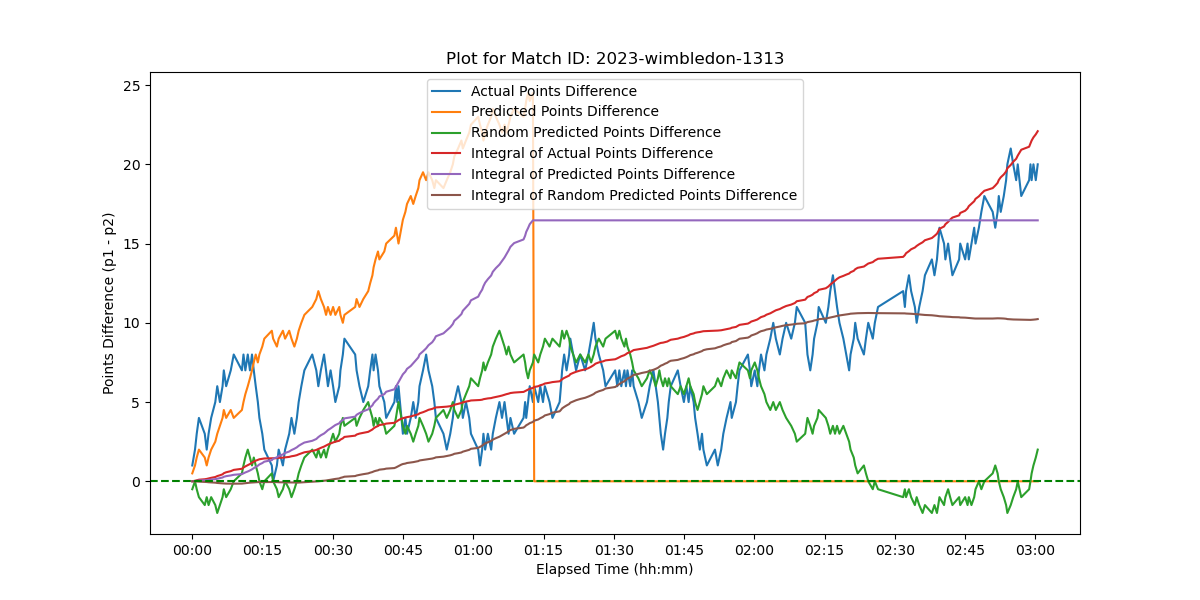 Plot for Match ID: 2023-wimbledon-1313
25
20
15
10
5
0
Points Difference (p1 - p2)
Actual Points Difference
Predicted Points Difference
Random Predicted Points Difference
Integral of Actual Points Difference
Integral of Predicted Points Difference
Integral of Random Predicted Points Difference
00:00 00:15 00:30 00:45 01:00 01:15 01:30 01:45 02:00 02:15 02:30 02:45 03:00
Elapsed Time (hh:mm)